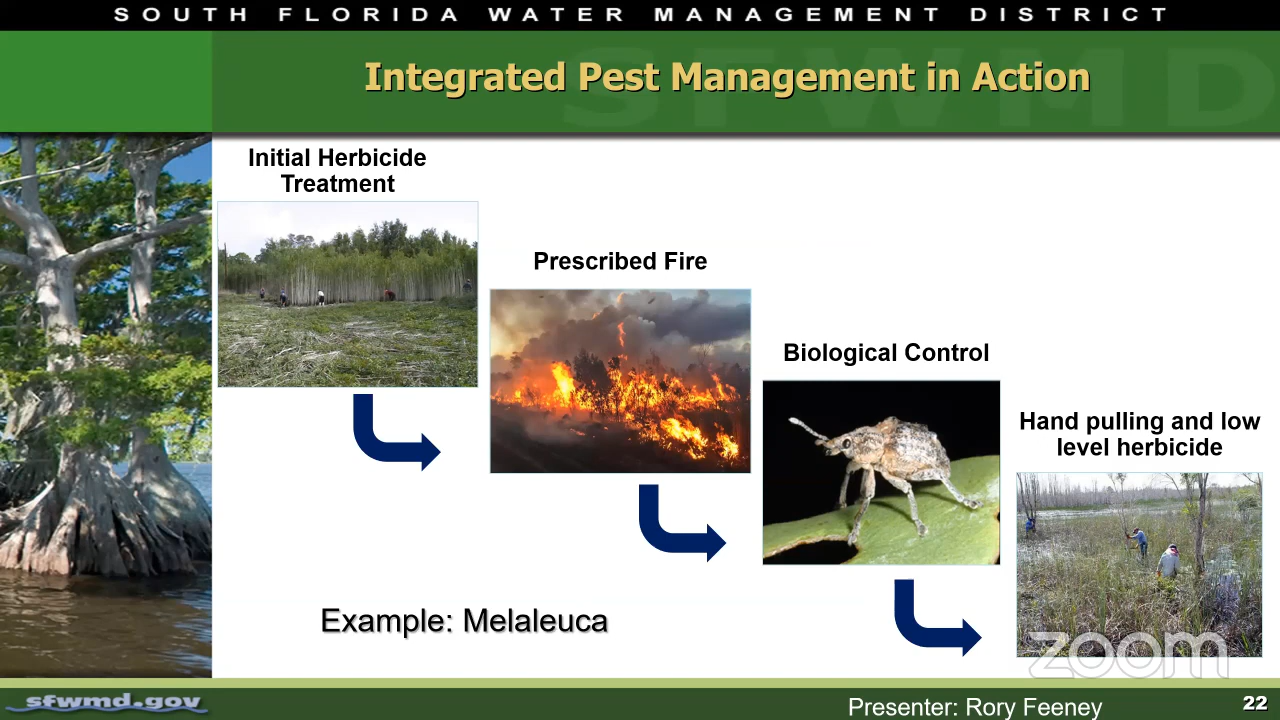 SOUTH FLORIDA WATER MANAGEMENT DISTRICT
SFWMD
Integrated Pest Management in Action
Initial Herbicide
Treatment
Prescribed Fire
Biological Control
Hand pulling and low
level herbicide
Example: Melaleuca
zoom
sfwmd.gov
Presenter: Rory Feeney
22